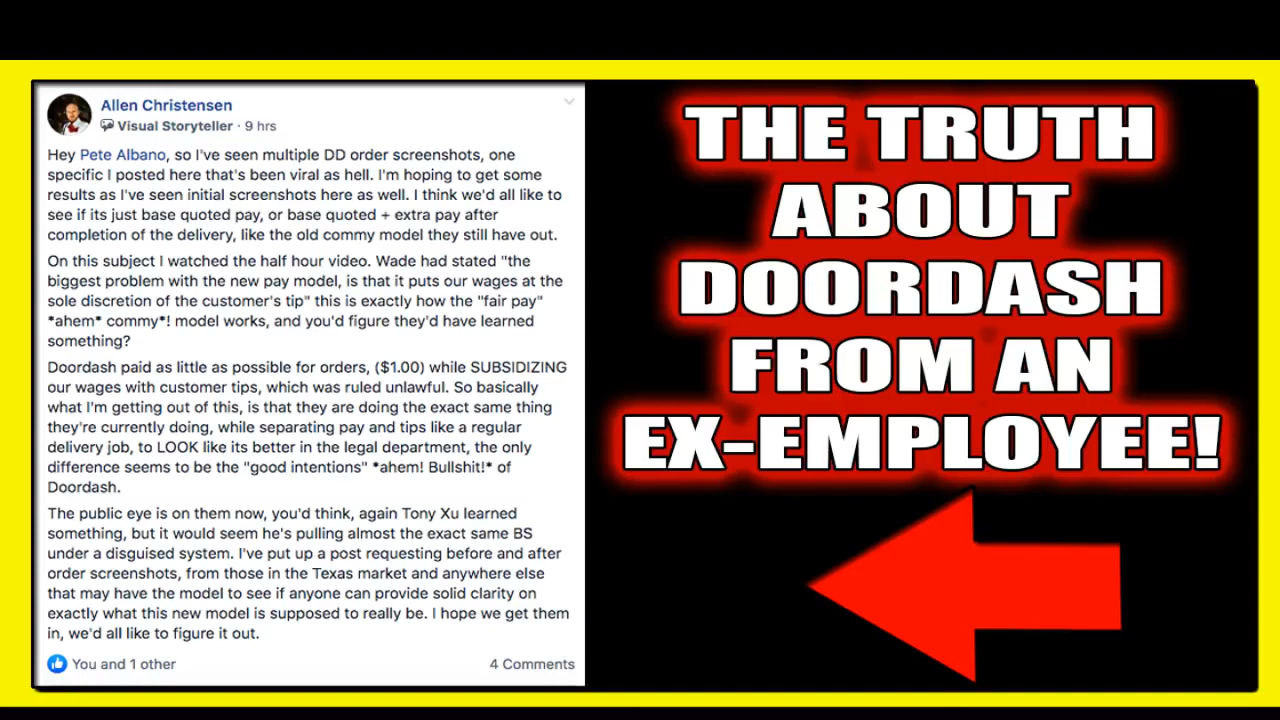 Allen Christensen
Visual Storyteller · 9 hrs
Hey Pete Albano, so I've seen multiple DD order screenshots, one
specific I posted here that's been viral as hell. I'm hoping to get some
results as I've seen initial screenshots here as well. I think we'd all like to
see if its just base quoted pay, or base quoted + extra pay after
completion of the delivery, like the old commy model they still have out.
On this subject I watched the half hour video. Wade had stated "the
biggest problem with the new pay model, is that it puts our wages at the
sole discretion of the customer's tip" this is exactly how the "fair pay"
*ahem* commy*! model works, and you'd figure they'd have learned
something?
Doordash paid as little as possible for orders, ($1.00) while SUBSIDIZING
our wages with customer tips, which was ruled unlawful. So basically
what I'm getting out of this, is that they are doing the exact same thing
they're currently doing, while separating pay and tips like a regular
delivery job, to LOOK like its better in the legal department, the only
difference seems to be the "good intentions" *ahem! Bullshit!* of
Doordash.
The public eye is on them now, you'd think, again Tony Xu learned
something, but it would seem he's pulling almost the exact same BS
under a disguised system. I've put up a post requesting before and after
order screenshots, from those in the Texas market and anywhere else
that may have the model to see if anyone can provide solid clarity on
exactly what this new model is supposed to really be. I hope we get them
in, we'd all like to figure it out.
You and 1 other
4 Comments
THE TRUTH
ABOUT
DOORDASH
FROM AN
EX-EMPLOYEE!